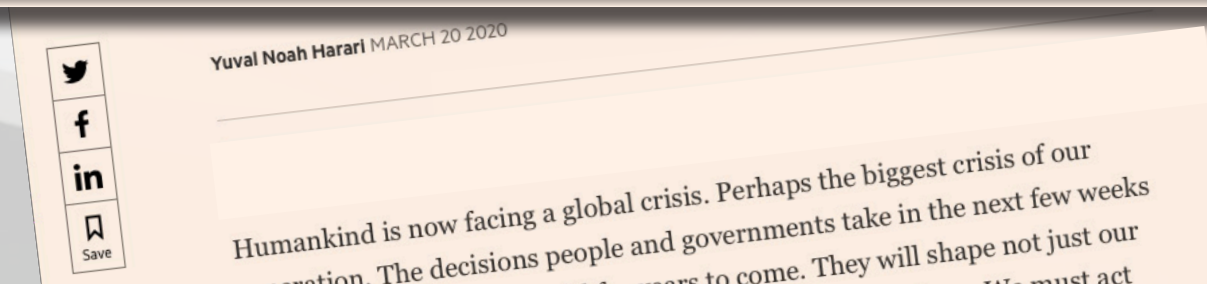 Yuval Noah Harari MARCH 20 2020
Save
Humankind is now facing a global crisis. Perhaps the biggest crisis of our
The decisions people and governments take in the next few weeks
to come. They will shape not just our
must act